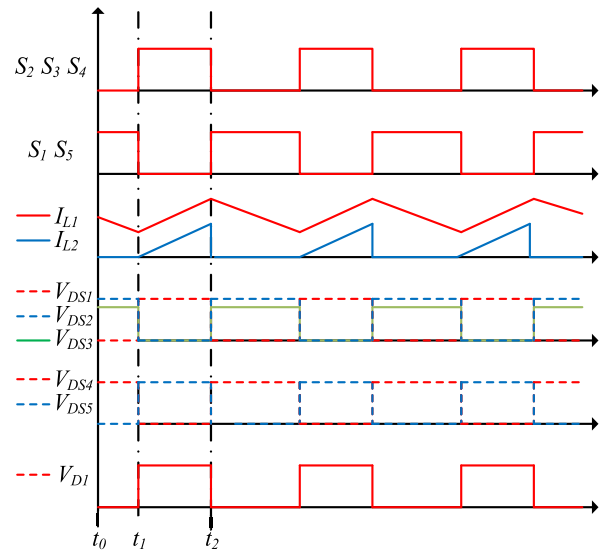 S2 S3 S4
S1 S5
IL1
IL2
VDS1
VDS2
VDS3
VDS4
VDS5
VD1
t0 t1 t2